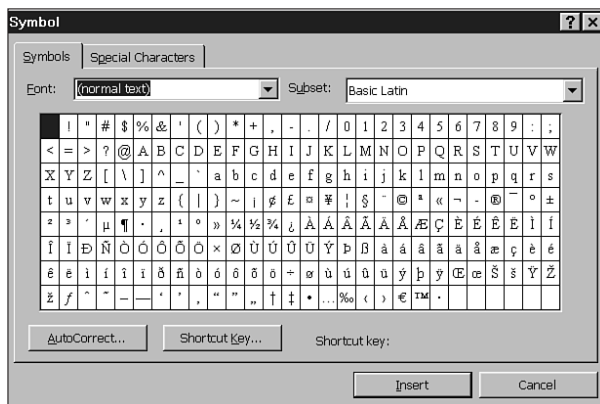 Symbol
Symbols Special Characters
Font: (normal text) Subset: Basic Latin
! " # $ % & ' ( ) * + , - . / 0 1 2 3 4 5 6 7 8 9 : ;
< = > ? @ A B C D E F G H I J K L M N O P Q R S T U V W
X Y Z [ \ ] ^ _ ` a b c d e f g h i j k l m n o p q r s
t u v w x y z { | } ~ ¡ ¢ £ ¤ ¥ ¦ § ¨ © ª « ¬ - ® ¯ ° ±
² ³ ´ µ ¶ · ¸ ¹ º » ¼ ½ ¾ ¿ À Á Â Ã Ä Å Æ Ç È É Ê Ë Ì Í
Î Ï Ð Ñ Ò Ó Ô Õ Ö × Ø Ù Ú Û Ü Ý Þ ß à á â ã ä å æ ç è é
ê ë ì í î ï ð ñ ò ó ô õ ö ÷ ø ù ú û ü ý þ ÿ Œ œ Š š Ÿ Ž
ž ƒ ˆ ˜ – — ‘ ’ ‚ “ ” „ † ‡ • … ‰ ‹ › € ™ ·
AutoCorrect... Shortcut Key... Shortcut key:
Insert Cancel